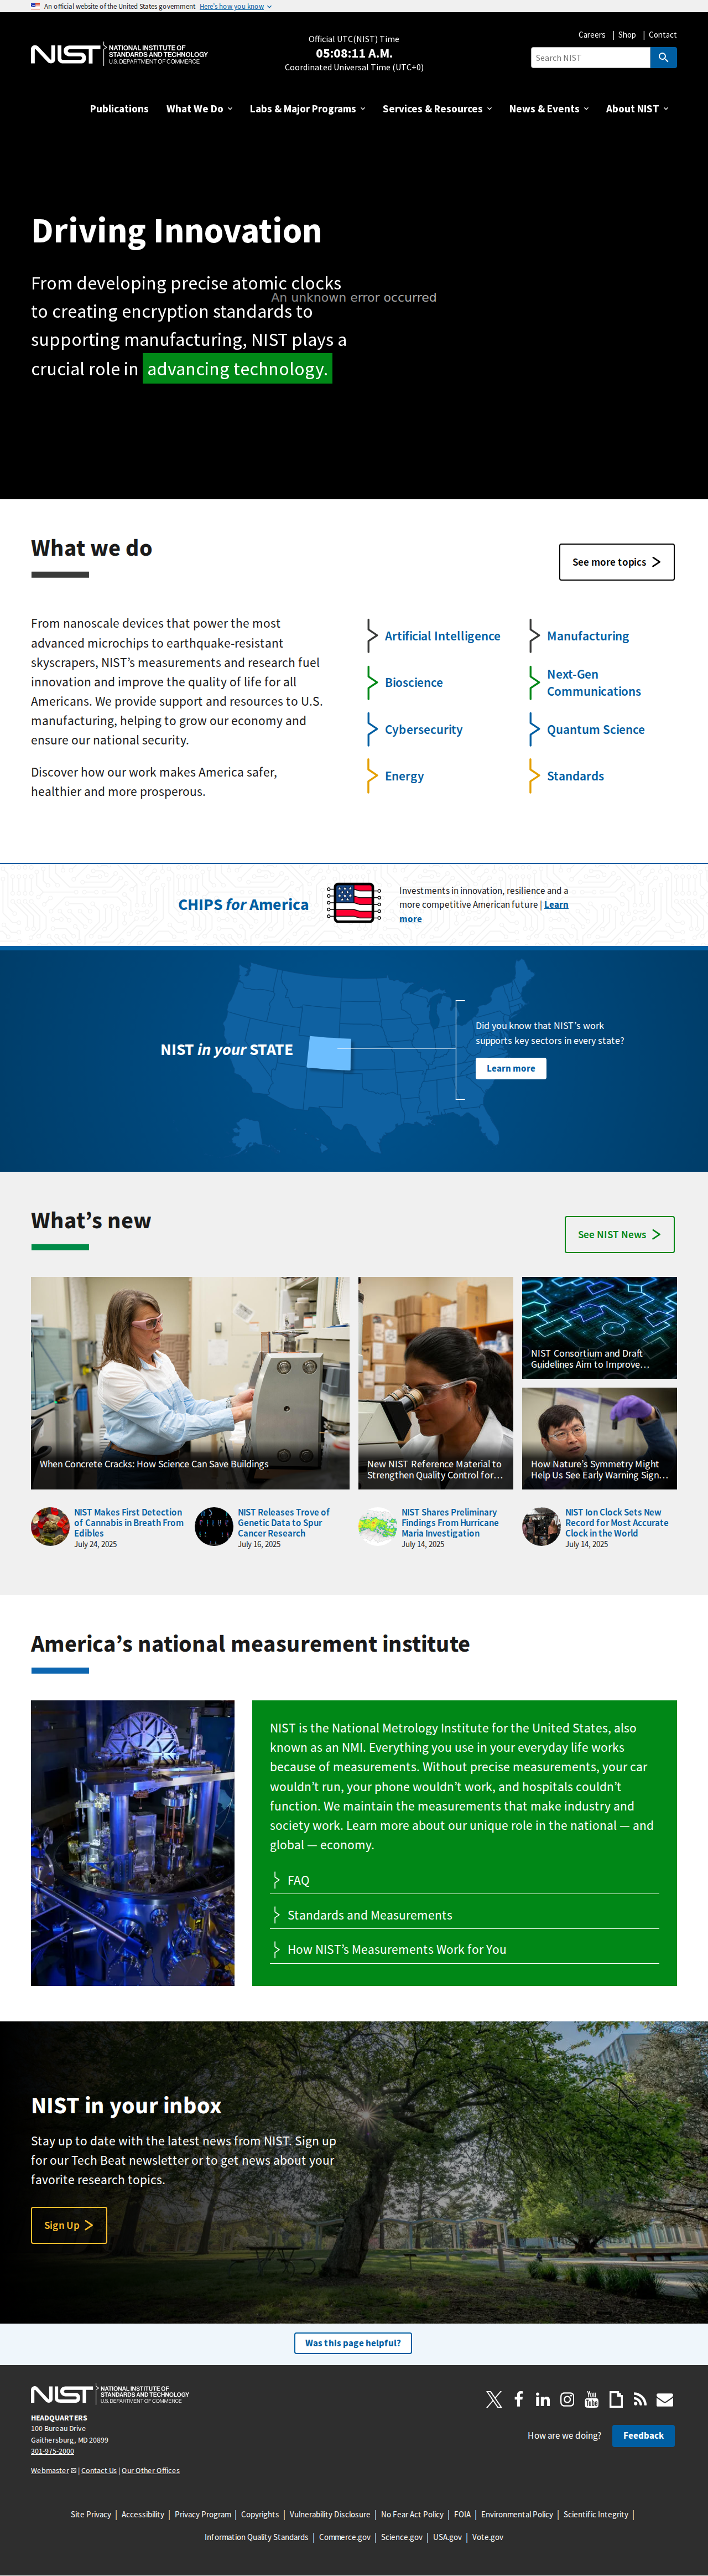 An official website of the United States government Here's how you know
NIST NATIONAL INSTITUTE OF
STANDARDS AND TECHNOLOGY
U.S. DEPARTMENT OF COMMERCE
Official UTC(NIST) Time
05:08:11 A.M.
Coordinated Universal Time (UTC+0)
Careers | Shop | Contact
Search NIST
Publications What We Do Labs & Major Programs Services & Resources News & Events About NIST
Driving Innovation
From developing precise atomic clocks
to creating encryption standards to
supporting manufacturing, NIST plays a
crucial role in advancing technology.
An unknown error occurred
What we do
See more topics
From nanoscale devices that power the most
advanced microchips to earthquake-resistant
skyscrapers, NIST’s measurements and research fuel
innovation and improve the quality of life for all
Americans. We provide support and resources to U.S.
manufacturing, helping to grow our economy and
ensure our national security.
Discover how our work makes America safer,
healthier and more prosperous.
Artificial Intelligence
Bioscience
Cybersecurity
Energy
Manufacturing
Next-Gen
Communications
Quantum Science
Standards
CHIPS for America
Investments in innovation, resilience and a
more competitive American future | Learn
more
NIST in your STATE
Did you know that NIST’s work
supports key sectors in every state?
Learn more
What’s new
See NIST News
When Concrete Cracks: How Science Can Save Buildings
New NIST Reference Material to
Strengthen Quality Control for…
NIST Consortium and Draft
Guidelines Aim to Improve…
How Nature’s Symmetry Might
Help Us See Early Warning Sign…
NIST Makes First Detection
of Cannabis in Breath From
Edibles
July 24, 2025
NIST Releases Trove of
Genetic Data to Spur
Cancer Research
July 16, 2025
NIST Shares Preliminary
Findings From Hurricane
Maria Investigation
July 14, 2025
NIST Ion Clock Sets New
Record for Most Accurate
Clock in the World
July 14, 2025
America’s national measurement institute
NIST is the National Metrology Institute for the United States, also
known as an NMI. Everything you use in your everyday life works
because of measurements. Without precise measurements, your car
wouldn’t run, your phone wouldn’t work, and hospitals couldn’t
function. We maintain the measurements that make industry and
society work. Learn more about our unique role in the national — and
global — economy.
FAQ
Standards and Measurements
How NIST’s Measurements Work for You
NIST in your inbox
Stay up to date with the latest news from NIST. Sign up
for our Tech Beat newsletter or to get news about your
favorite research topics.
Sign Up
Was this page helpful?
NIST NATIONAL INSTITUTE OF
STANDARDS AND TECHNOLOGY
U.S. DEPARTMENT OF COMMERCE
HEADQUARTERS
100 Bureau Drive
Gaithersburg, MD 20899
301-975-2000
Webmaster | Contact Us | Our Other Offices
You
Tube
How are we doing? Feedback
Site Privacy | Accessibility | Privacy Program | Copyrights | Vulnerability Disclosure | No Fear Act Policy | FOIA | Environmental Policy | Scientific Integrity |
Information Quality Standards | Commerce.gov | Science.gov | USA.gov | Vote.gov